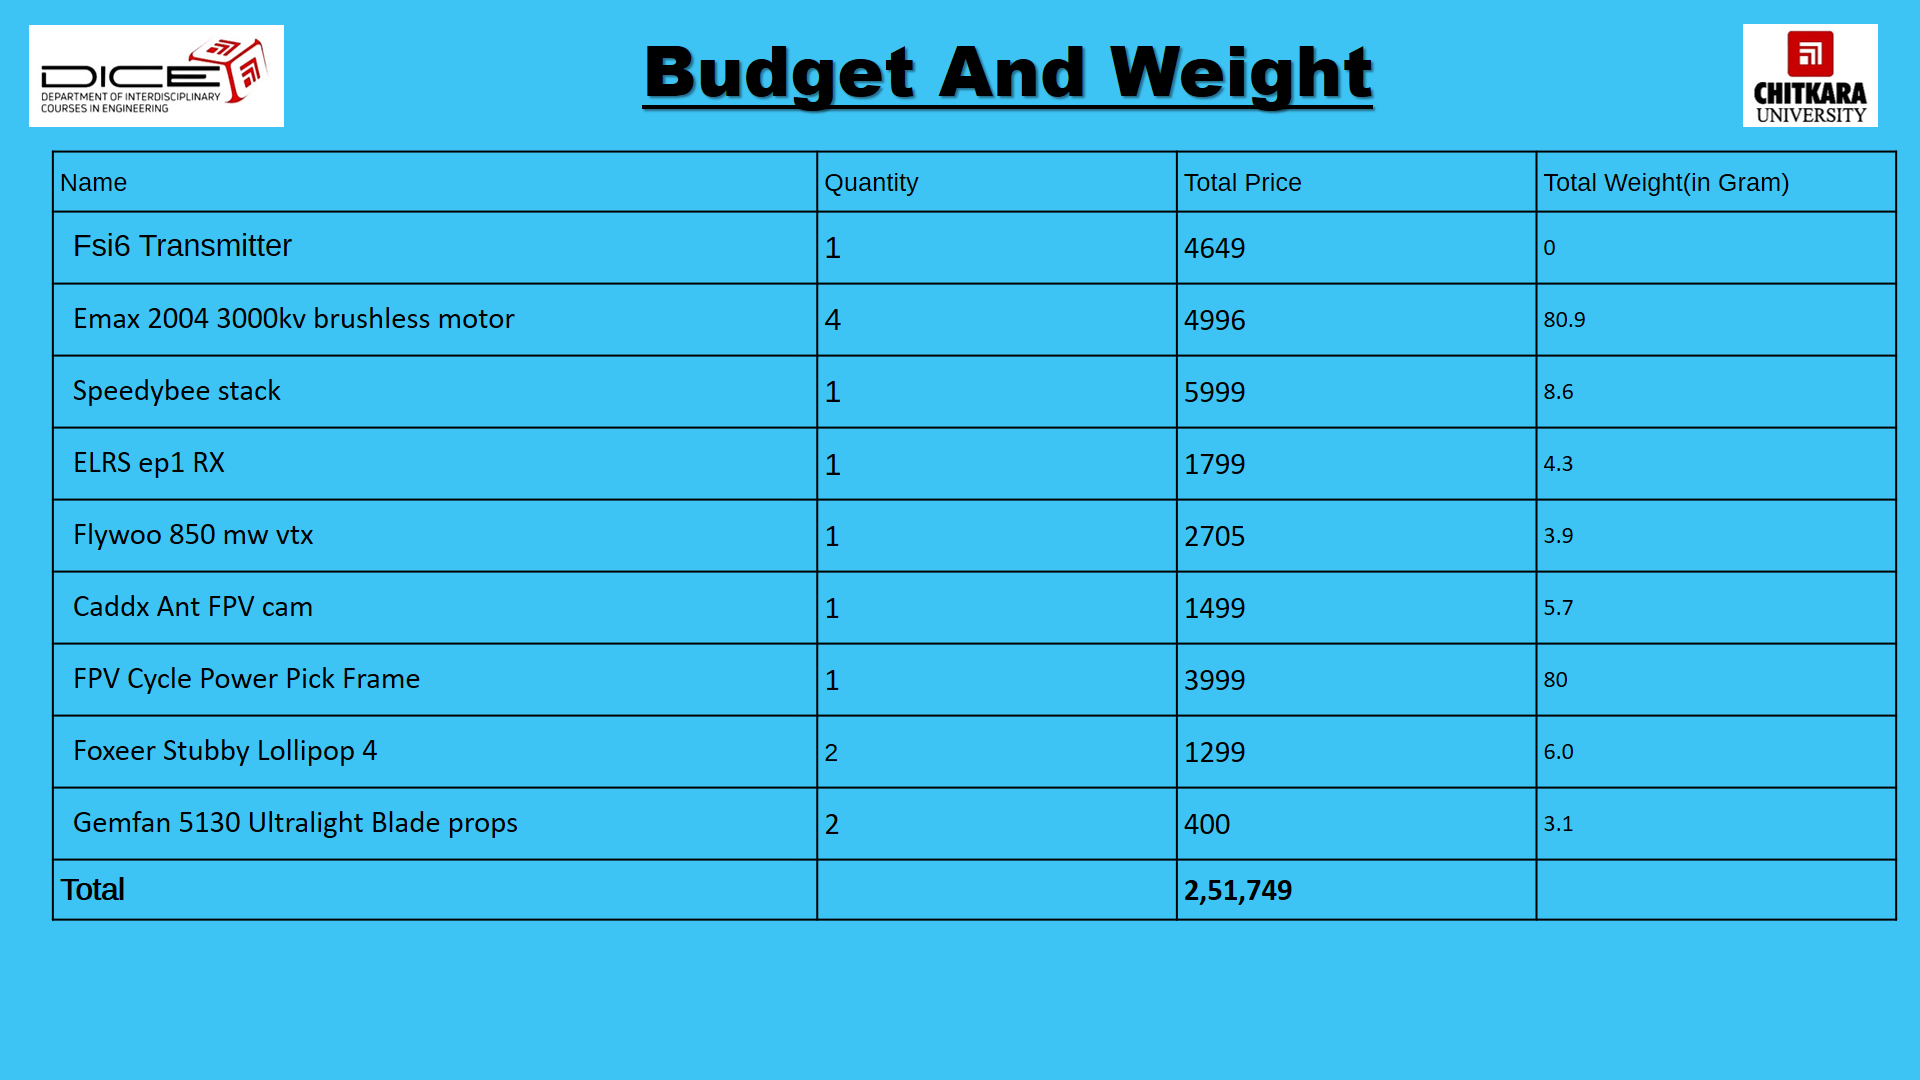 DICE
DEPARTMENT OF INTERDISCIPLINARY
COURSES IN ENGINEERING
Budget And Weight
CHITKARA
UNIVERSITY
Name Quantity Total Price Total Weight(in Gram)
Fsi6 Transmitter 1 4649 0
Emax 2004 3000kv brushless motor 4 4996 80.9
Speedybee stack 1 5999 8.6
ELRS ep1 RX 1 1799 4.3
Flywoo 850 mw vtx 1 2705 3.9
Caddx Ant FPV cam 1 1499 5.7
FPV Cycle Power Pick Frame 1 3999 80
Foxeer Stubby Lollipop 4 2 1299 6.0
Gemfan 5130 Ultralight Blade props 2 400 3.1
Total 2,51,749